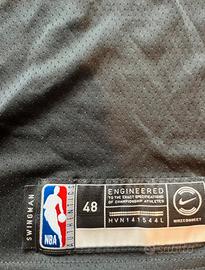 SWINGMAN
NBA
48
ENGINEERED
TO THE EXACT SPECIFICATIONS
OF CHAMPIONSHIP ATHLETES
HVN141544L
NIKECONNECT